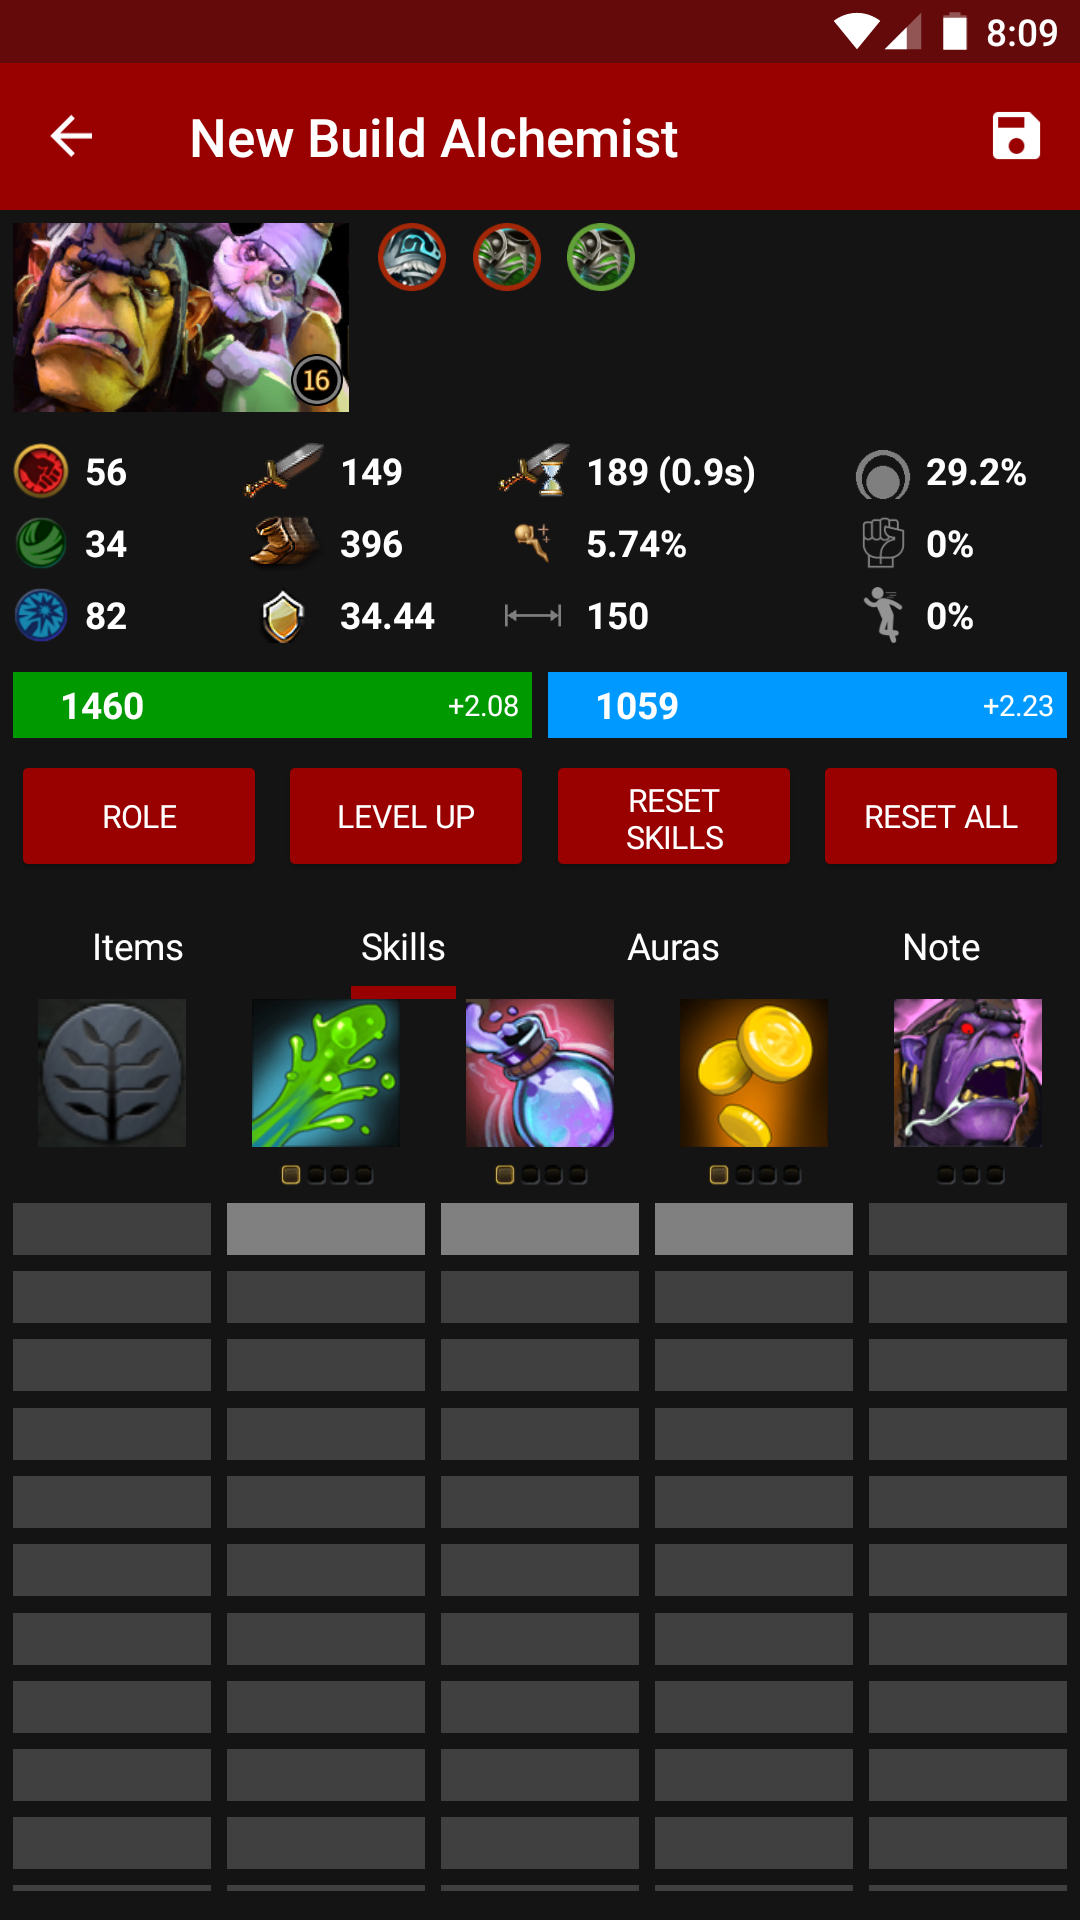 8:09
New Build Alchemist
16
56 149 189 (0.9s) 29.2%
34 396 5.74% 0%
82 34.44 150 0%
1460 +2.08 1059 +2.23
ROLE LEVEL UP RESET SKILLS RESET ALL
Items Skills Auras Note